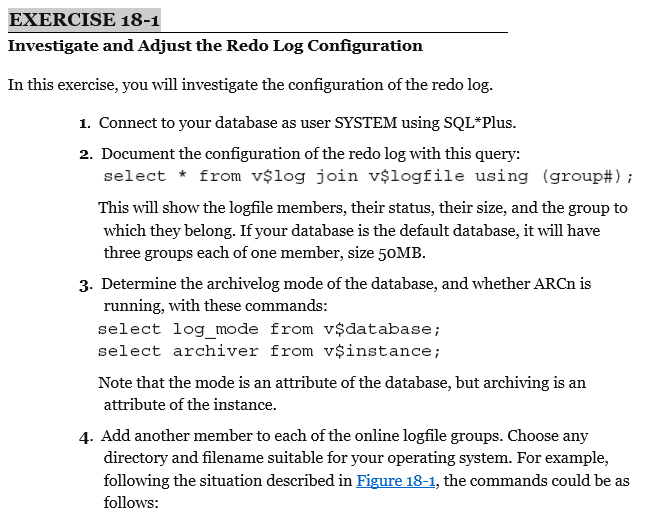 EXERCISE 18-1
Investigate and Adjust the Redo Log Configuration
In this exercise, you will investigate the configuration of the redo log.
1. Connect to your database as user SYSTEM using SQL*Plus.
2. Document the configuration of the redo log with this query:
select * from v$log join v$logfile using (group#);
This will show the logfile members, their status, their size, and the group to
which they belong. If your database is the default database, it will have
three groups each of one member, size 50MB.
3. Determine the archivelog mode of the database, and whether ARCn is
running, with these commands:
select log_mode from v$database;
select archiver from v$instance;
Note that the mode is an attribute of the database, but archiving is an
attribute of the instance.
4. Add another member to each of the online logfile groups. Choose any
directory and filename suitable for your operating system. For example,
following the situation described in Figure 18-1, the commands could be as
follows: